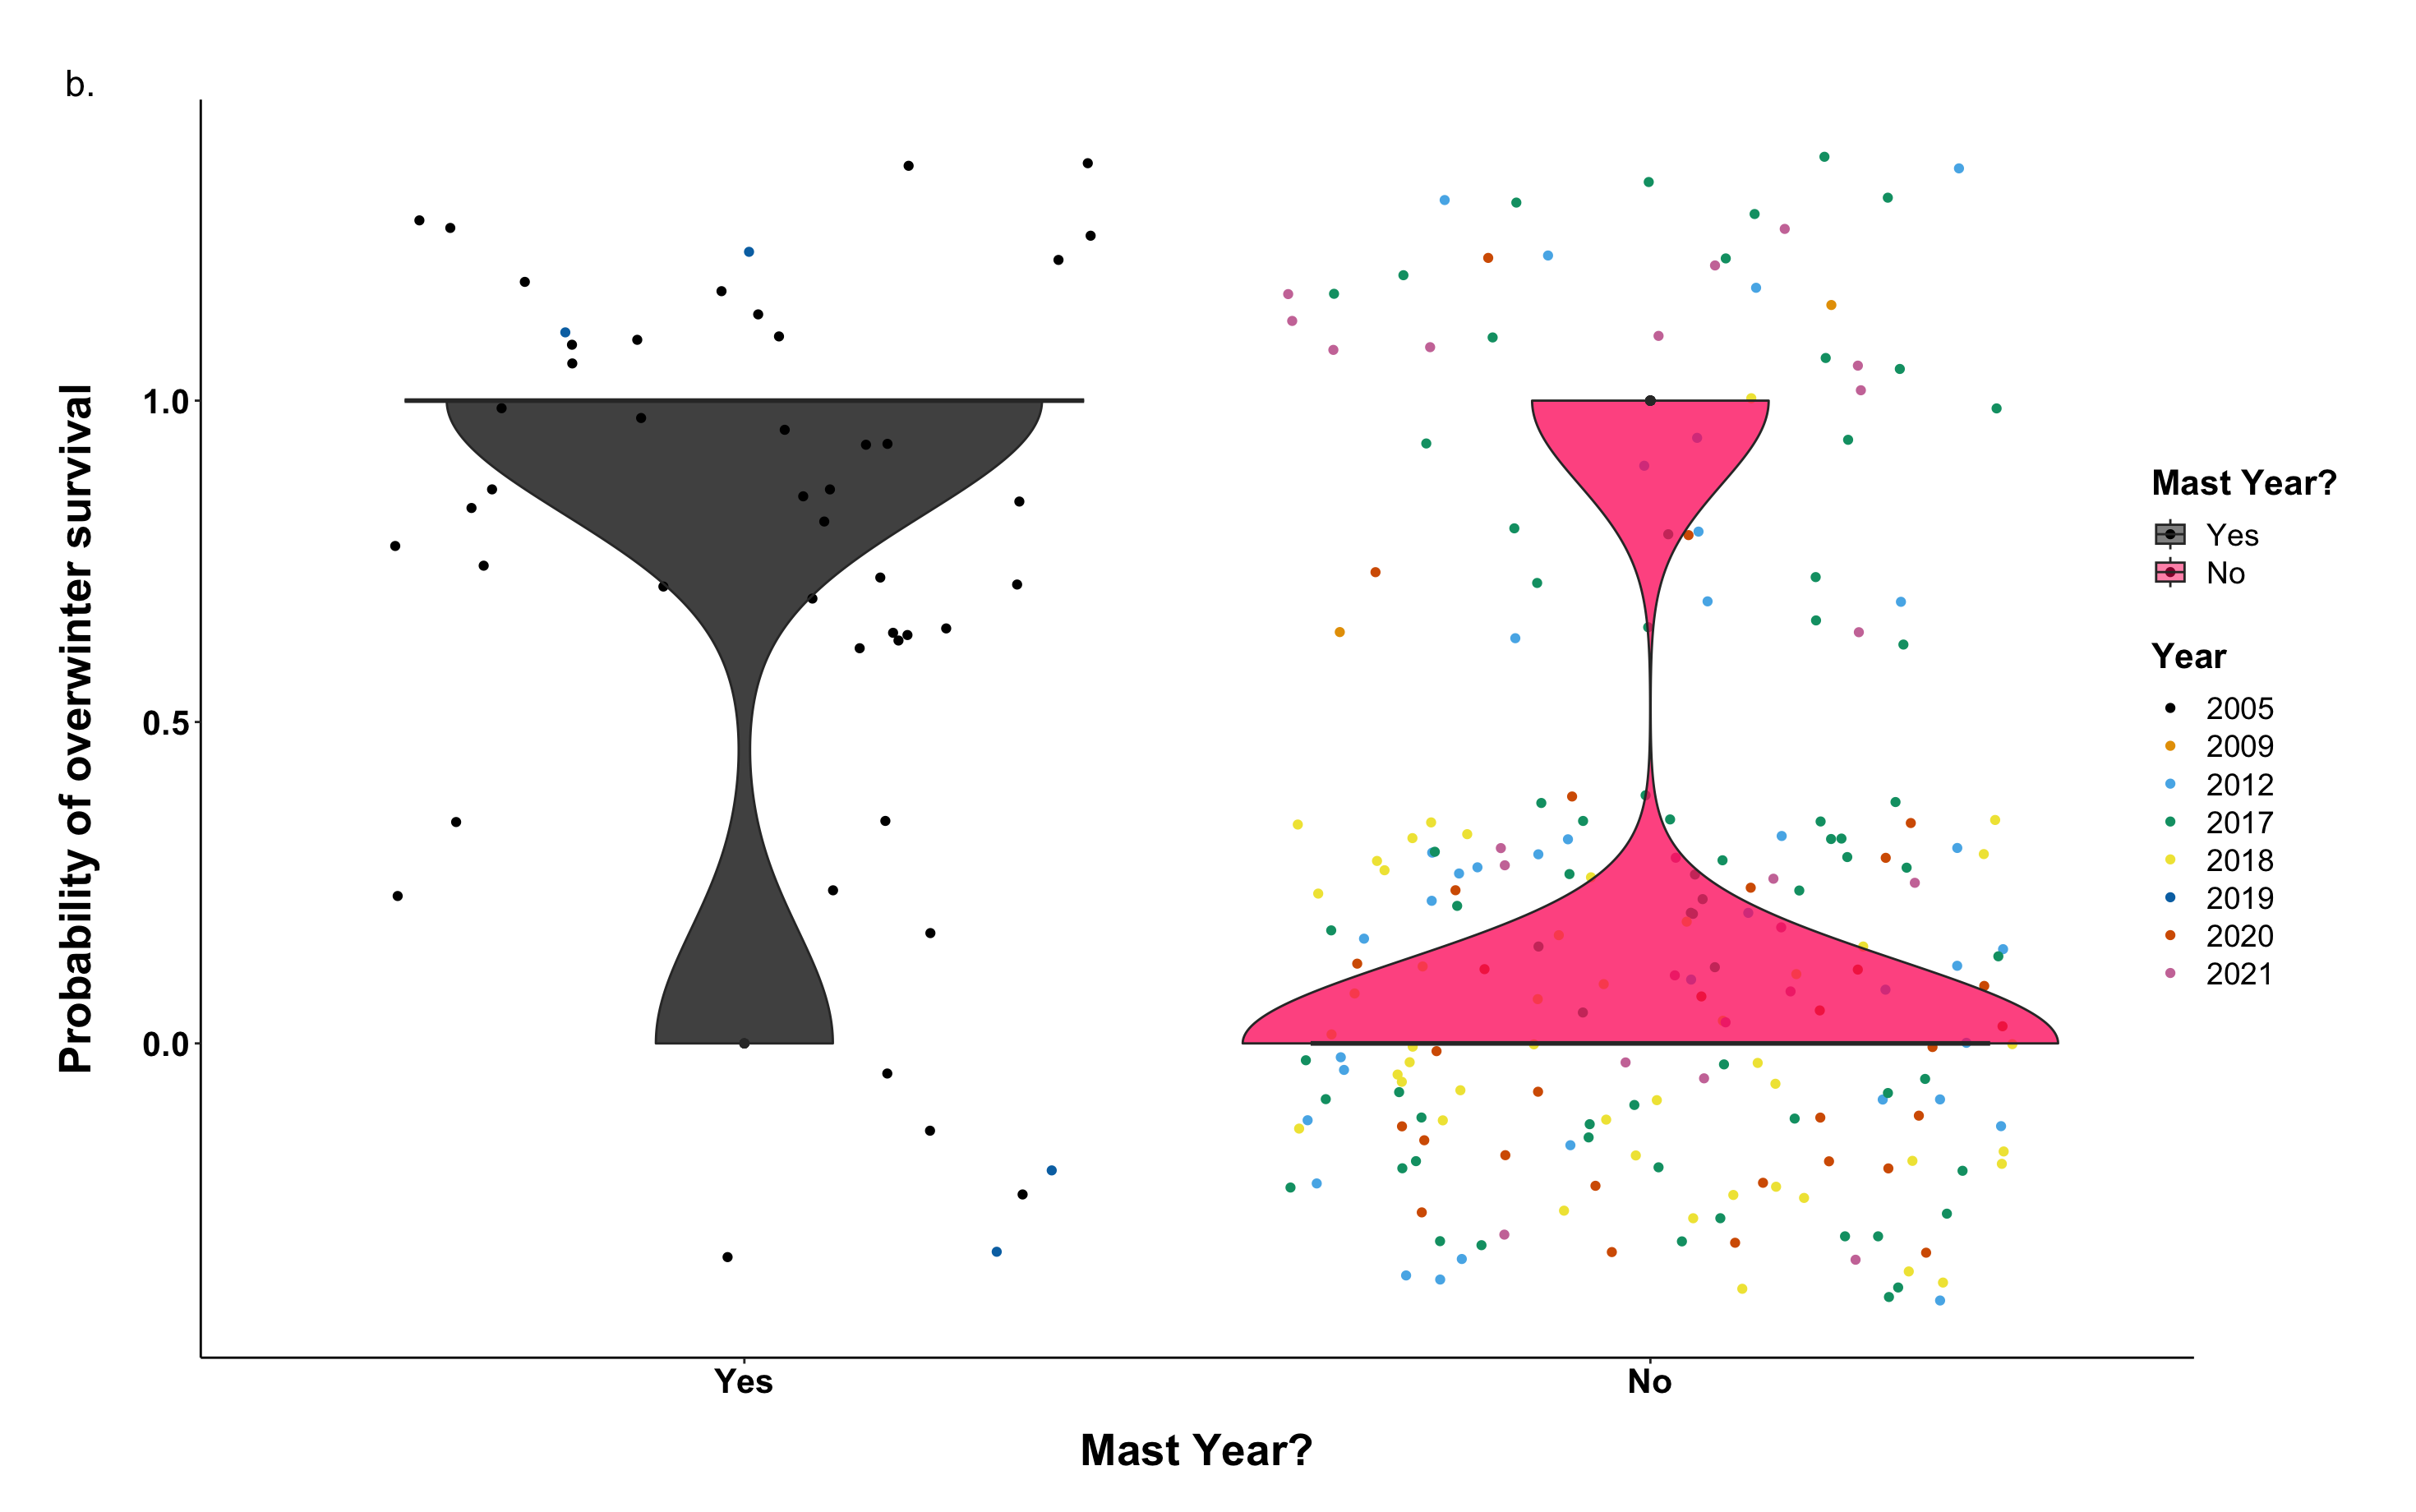 b.
Probability of overwinter survival
1.0
0.5
0.0
Yes
No
Mast Year?
Mast Year?
Yes
No
Year
2005
2009
2012
2017
2018
2019
2020
2021